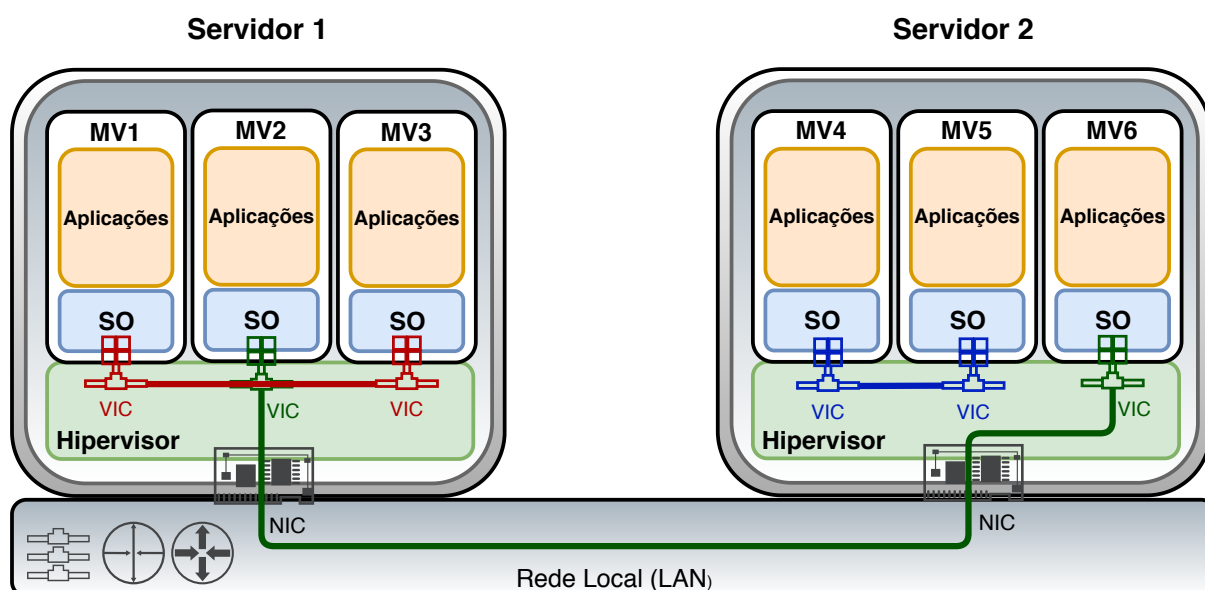 Servidor 1
Servidor 2
MV1 MV2 MV3
MV4 MV5 MV6
Aplicações Aplicações Aplicações
Aplicações Aplicações Aplicações
SO SO SO
SO SO SO
VIC VIC VIC
VIC VIC VIC
Hipervisor
Hipervisor
NIC
NIC
Rede Local (LAN)